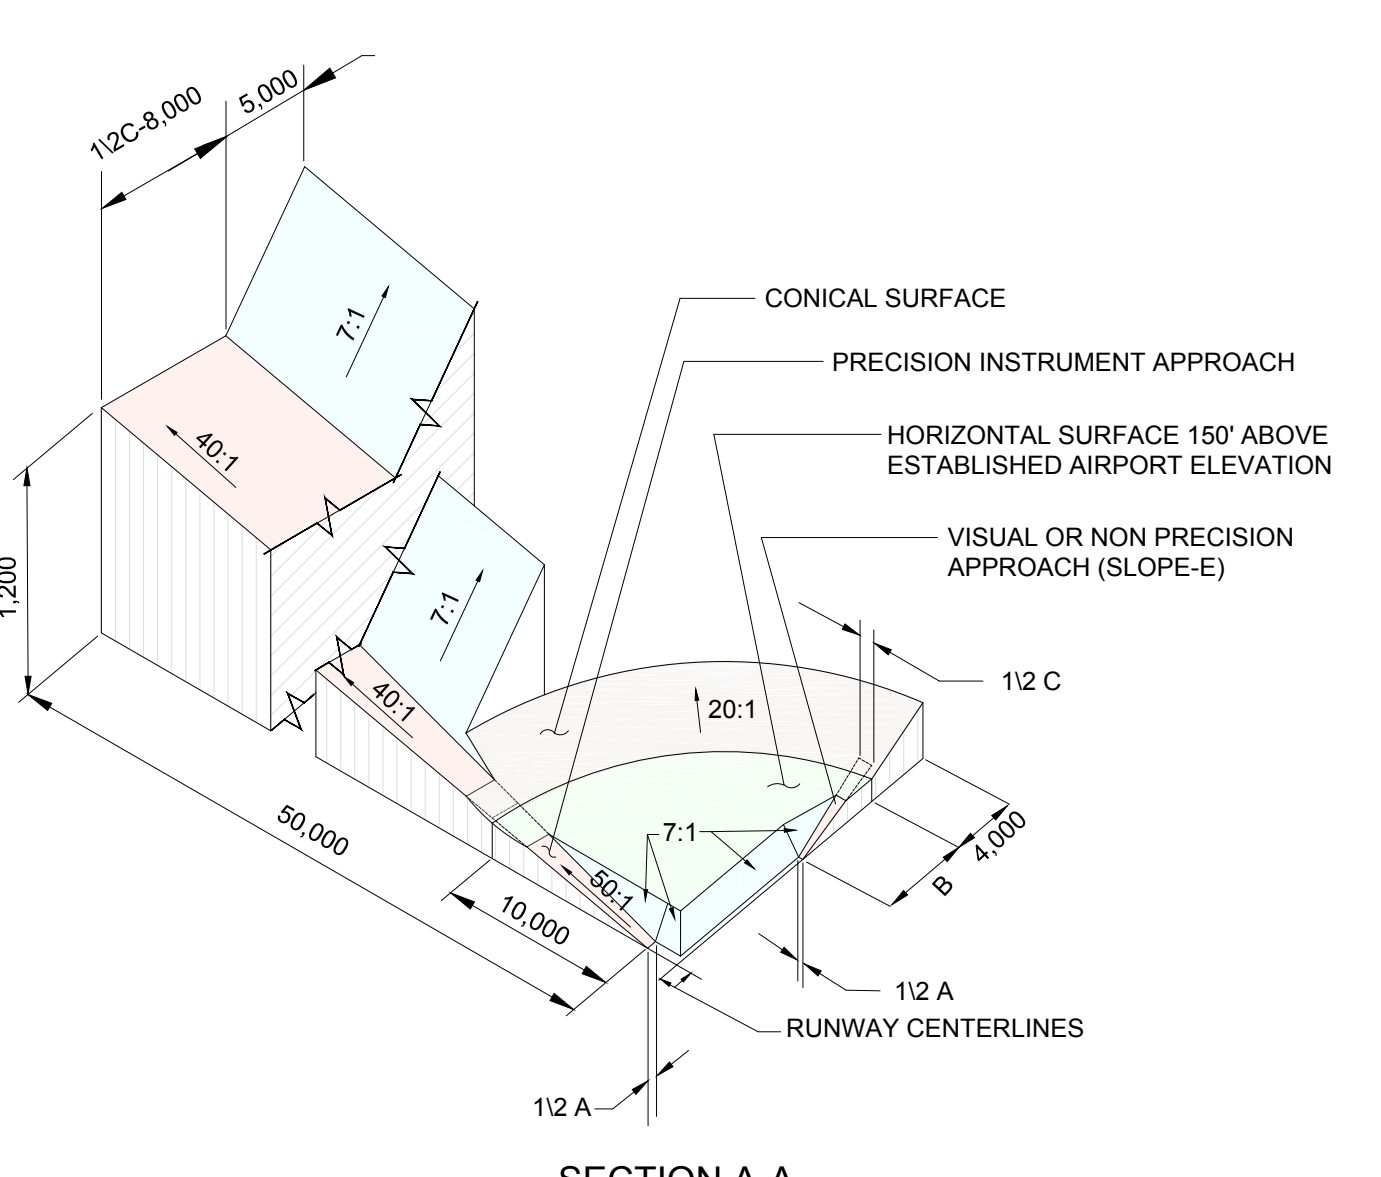 1\2C-8,000
5,000
7:1
CONICAL SURFACE
PRECISION INSTRUMENT APPROACH
40:1
HORIZONTAL SURFACE 150' ABOVE
ESTABLISHED AIRPORT ELEVATION
VISUAL OR NON PRECISION
APPROACH (SLOPE-E)
1,200
7:1
1\2 C
40:1
20:1
50,000
7:1
4,000
50:1
B
10,000
1\2 A
RUNWAY CENTERLINES
1\2 A
SECTION A-A